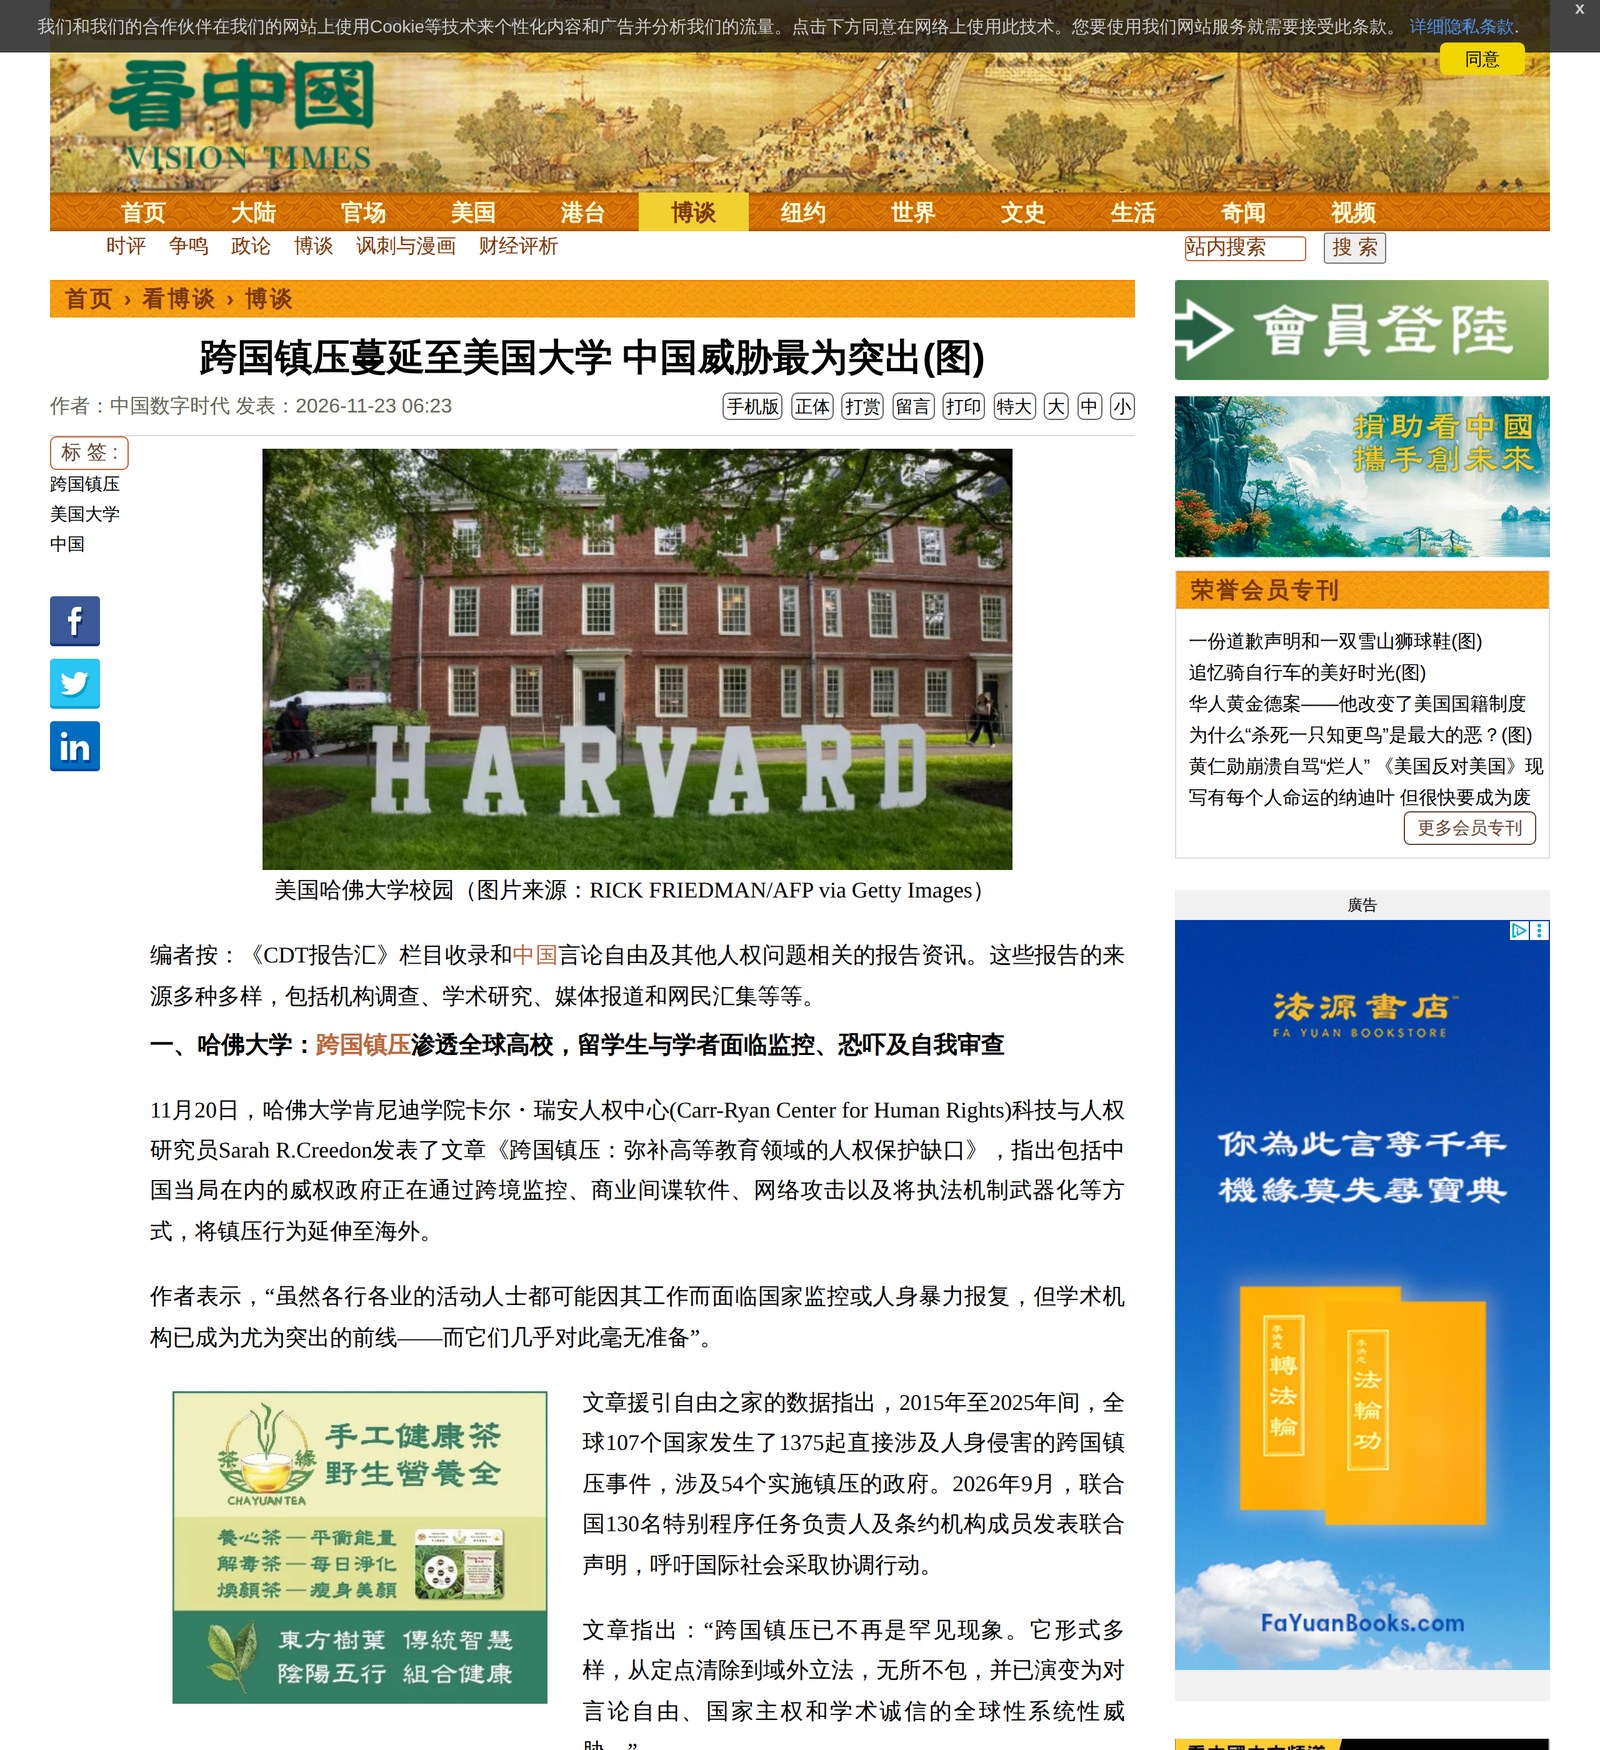 我们和我们的合作伙伴在我们的网站上使用Cookie等技术来个性化内容和广告并分析我们的流量。点击下方同意在网络上使用此技术。您要使用我们网站服务就需要接受此条款。 详细隐私条款.
x
同意
看中國
VISION TIMES
首页 大陆 官场 美国 港台 博谈 纽约 世界 文史 生活 奇闻 视频
时评 争鸣 政论 博谈 讽刺与漫画 财经评析
站内搜索 搜 索
首页 › 看博谈 › 博谈
跨国镇压蔓延至美国大学 中国威胁最为突出(图)
作者：中国数字时代 发表：2026-11-23 06:23
手机版 正体 打赏 留言 打印 特大 大 中 小
标 签 :
跨国镇压
美国大学
中国
HARVARD
美国哈佛大学校园（图片来源：RICK FRIEDMAN/AFP via Getty Images）
编者按：《CDT报告汇》栏目收录和中国言论自由及其他人权问题相关的报告资讯。这些报告的来
源多种多样，包括机构调查、学术研究、媒体报道和网民汇集等等。
一、哈佛大学：跨国镇压渗透全球高校，留学生与学者面临监控、恐吓及自我审查
11月20日，哈佛大学肯尼迪学院卡尔・瑞安人权中心(Carr-Ryan Center for Human Rights)科技与人权
研究员Sarah R.Creedon发表了文章《跨国镇压：弥补高等教育领域的人权保护缺口》，指出包括中
国当局在内的威权政府正在通过跨境监控、商业间谍软件、网络攻击以及将执法机制武器化等方
式，将镇压行为延伸至海外。
作者表示，“虽然各行各业的活动人士都可能因其工作而面临国家监控或人身暴力报复，但学术机
构已成为尤为突出的前线——而它们几乎对此毫无准备”。
茶 緣
CHA YUAN TEA
手工健康茶
野生營養全
養心茶 — 平衡能量
解毒茶 — 每日淨化
煥顏茶 — 瘦身美顏
東方樹葉 傳統智慧
陰陽五行 組合健康
文章援引自由之家的数据指出，2015年至2025年间，全
球107个国家发生了1375起直接涉及人身侵害的跨国镇
压事件，涉及54个实施镇压的政府。2026年9月，联合
国130名特别程序任务负责人及条约机构成员发表联合
声明，呼吁国际社会采取协调行动。
文章指出：“跨国镇压已不再是罕见现象。它形式多
样，从定点清除到域外立法，无所不包，并已演变为对
言论自由、国家主权和学术诚信的全球性系统性威
胁。”
會員登陸
捐助看中國
攜手創未來
荣誉会员专刊
一份道歉声明和一双雪山狮球鞋(图)
追忆骑自行车的美好时光(图)
华人黄金德案——他改变了美国国籍制度
为什么“杀死一只知更鸟”是最大的恶？(图)
黄仁勋崩溃自骂“烂人” 《美国反对美国》现
写有每个人命运的纳迪叶 但很快要成为废
更多会员专刊
廣告
法源書店
FA YUAN BOOKSTORE
你為此言尊千年
機緣莫失尋寶典
李洪志
轉法輪
李洪志
法輪功
FaYuanBooks.com
看中國中文頻道